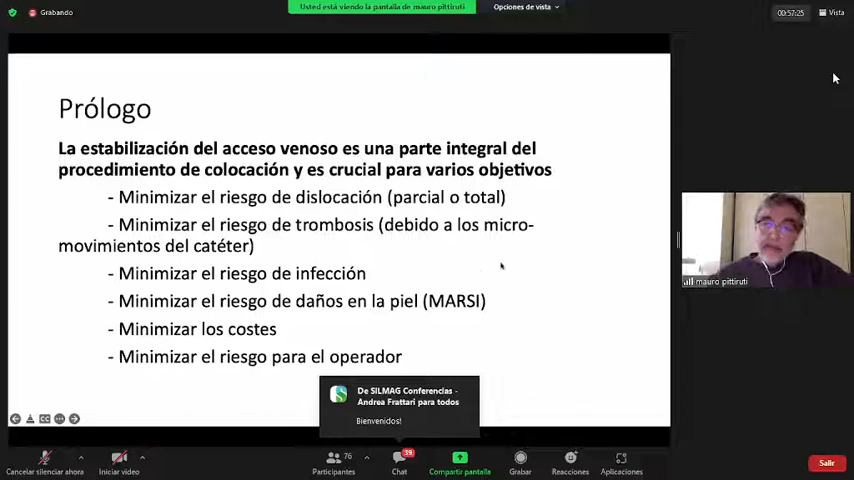 Grabando
Usted está viendo la pantalla de mauro pittiruti
Opciones de vista
00:57:25
Vista
Prólogo
La estabilización del acceso venoso es una parte integral del
procedimiento de colocación y es crucial para varios objetivos
- Minimizar el riesgo de dislocación (parcial o total)
- Minimizar el riesgo de trombosis (debido a los micro-
movimientos del catéter)
- Minimizar el riesgo de infección
- Minimizar el riesgo de daños en la piel (MARSI)
- Minimizar los costes
- Minimizar el riesgo para el operador
mauro pittiruti
De SILMAG Conferencias -
Andrea Frattari para todos
Bienvenidos!
CC
Cancelar silenciar ahora
Iniciar video
76
Participantes
39
Chat
Compartir pantalla
Grabar
Reacciones
Aplicaciones
Salir